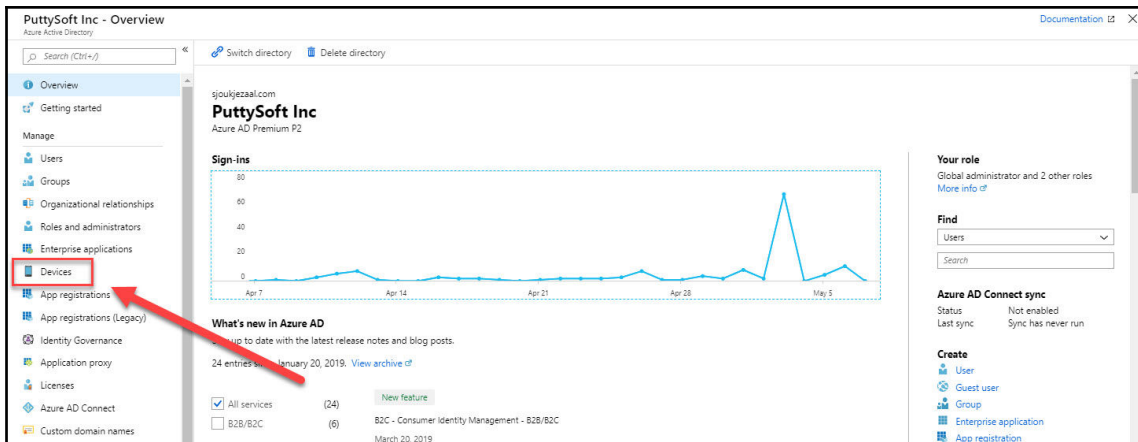 PuttySoft Inc - Overview
Azure Active Directory
Documentation
Search (Ctrl+/)
Overview
Getting started
Manage
Users
Groups
Organizational relationships
Roles and administrators
Enterprise applications
Devices
App registrations
App registrations (Legacy)
Identity Governance
Application proxy
Licenses
Azure AD Connect
Custom domain names
Switch directory
Delete directory
sjoukjezaal.com
PuttySoft Inc
Azure AD Premium P2
Sign-ins
80
60
40
20
0
Apr 7
Apr 14
Apr 21
Apr 28
May 5
What's new in Azure AD
up to date with the latest release notes and blog posts.
24 entries since January 20, 2019. View archive
All services (24)
B2B/B2C (6)
New feature
B2C - Consumer Identity Management - B2B/B2C
March 20, 2019
Your role
Global administrator and 2 other roles
More info
Find
Users
Search
Azure AD Connect sync
Status Not enabled
Last sync Sync has never run
Create
User
Guest user
Group
Enterprise application
App registration